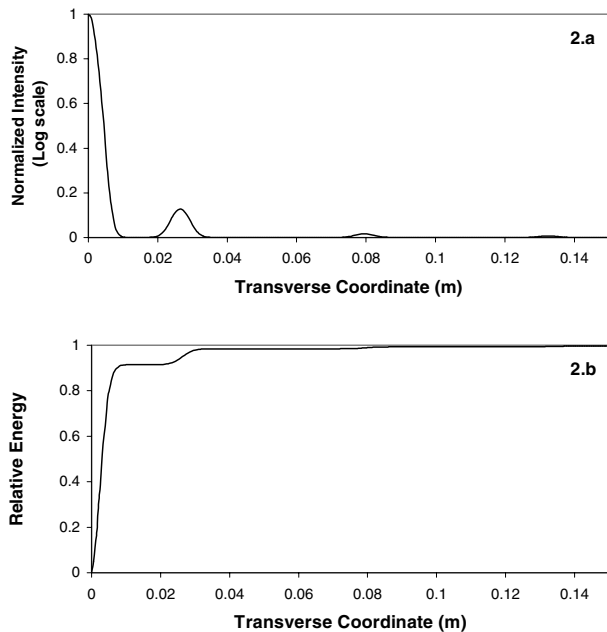 2.a
Normalized Intensity
(Log scale)
1
0.8
0.6
0.4
0.2
0
0 0.02 0.04 0.06 0.08 0.1 0.12 0.14
Transverse Coordinate (m)
2.b
Relative Energy
1
0.8
0.6
0.4
0.2
0
0 0.02 0.04 0.06 0.08 0.1 0.12 0.14
Transverse Coordinate (m)